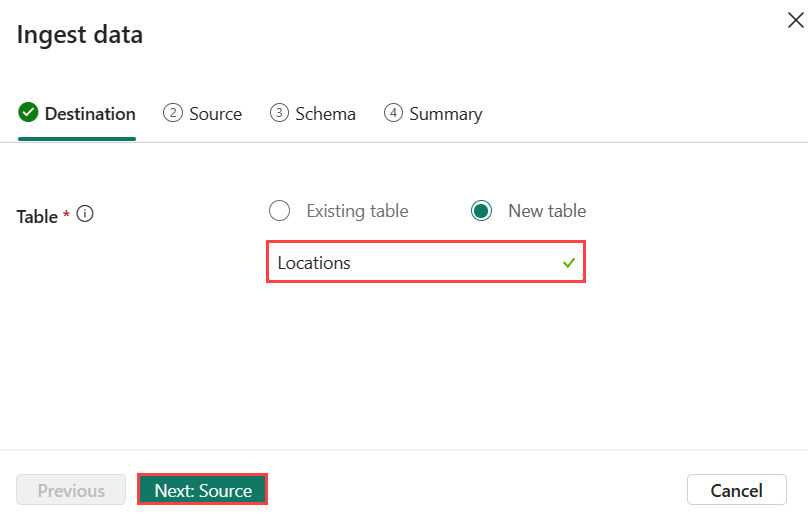 Ingest data
Destination 2 Source 3 Schema 4 Summary
Table * Existing table New table
Locations
Previous Next: Source Cancel